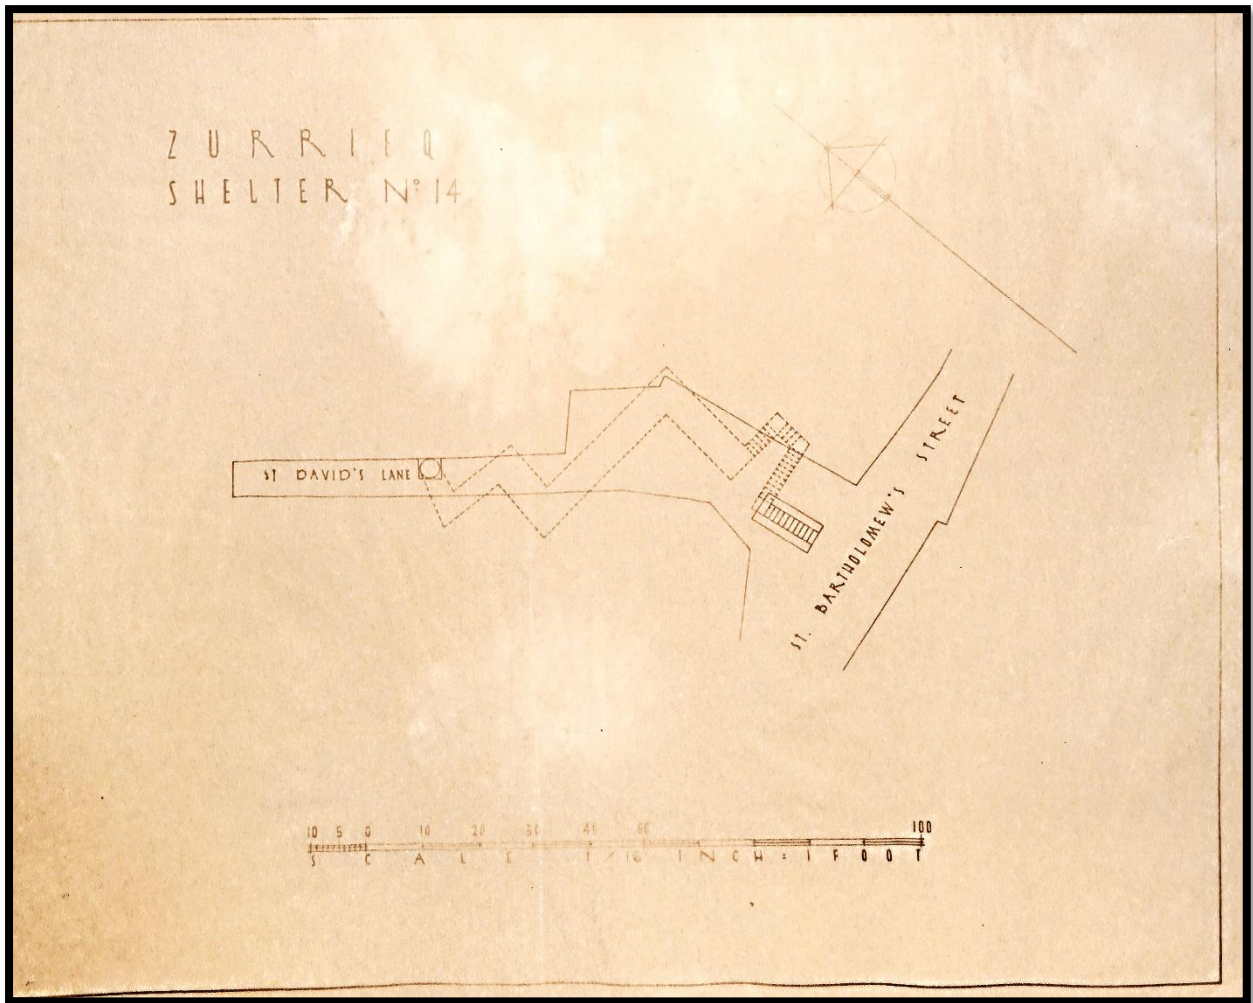 ZURRIEQ
SHELTER Nº 14
ST DAVID'S LANE
ST. BARTHOLOMEW'S STREET
10 5 0 10 20 30 40 50 100
SCALE 1/16 INCH = 1 FOOT